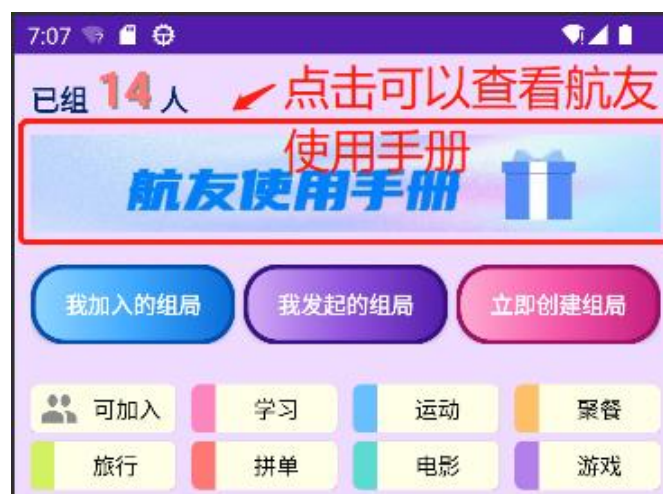 7:07
已组 14 人
点击可以查看航友
使用手册
航友使用手册
我加入的组局
我发起的组局
立即创建组局
可加入
学习
运动
聚餐
旅行
拼单
电影
游戏